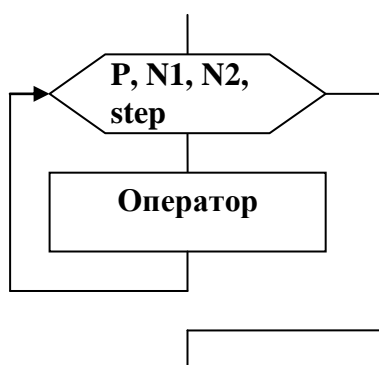 P, N1, N2,
step
Оператор